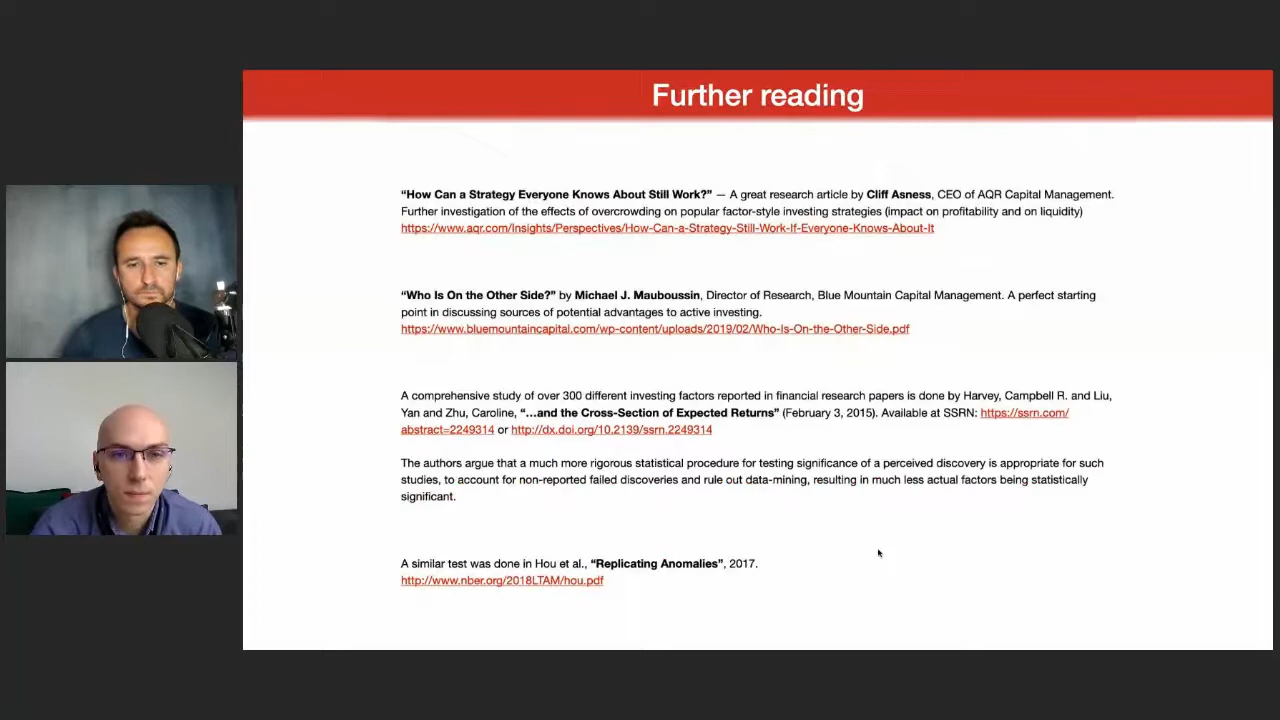 Further reading
“How Can a Strategy Everyone Knows About Still Work?” — A great research article by Cliff Asness, CEO of AQR Capital Management.
Further investigation of the effects of overcrowding on popular factor-style investing strategies (impact on profitability and on liquidity)
https://www.aqr.com/Insights/Perspectives/How-Can-a-Strategy-Still-Work-If-Everyone-Knows-About-It
“Who Is On the Other Side?” by Michael J. Mauboussin, Director of Research, Blue Mountain Capital Management. A perfect starting
point in discussing sources of potential advantages to active investing.
https://www.bluemountaincapital.com/wp-content/uploads/2019/02/Who-Is-On-the-Other-Side.pdf
A comprehensive study of over 300 different investing factors reported in financial research papers is done by Harvey, Campbell R. and Liu,
Yan and Zhu, Caroline, “...and the Cross-Section of Expected Returns” (February 3, 2015). Available at SSRN: https://ssrn.com/
abstract=2249314 or http://dx.doi.org/10.2139/ssrn.2249314
The authors argue that a much more rigorous statistical procedure for testing significance of a perceived discovery is appropriate for such
studies, to account for non-reported failed discoveries and rule out data-mining, resulting in much less actual factors being statistically
significant.
A similar test was done in Hou et al., “Replicating Anomalies”, 2017.
http://www.nber.org/2018LTAM/hou.pdf